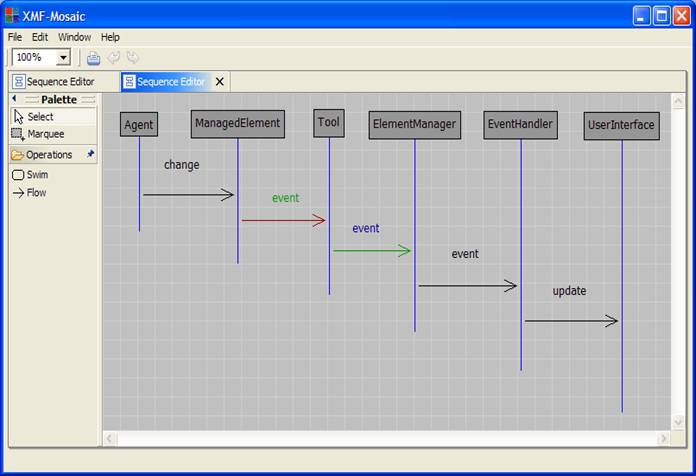 XMF-Mosaic
File Edit Window Help
100%
Sequence Editor Sequence Editor
Palette
Select
Marquee
Operations
Swim
Flow
Agent ManagedElement Tool ElementManager EventHandler UserInterface
change
event
event
event
update